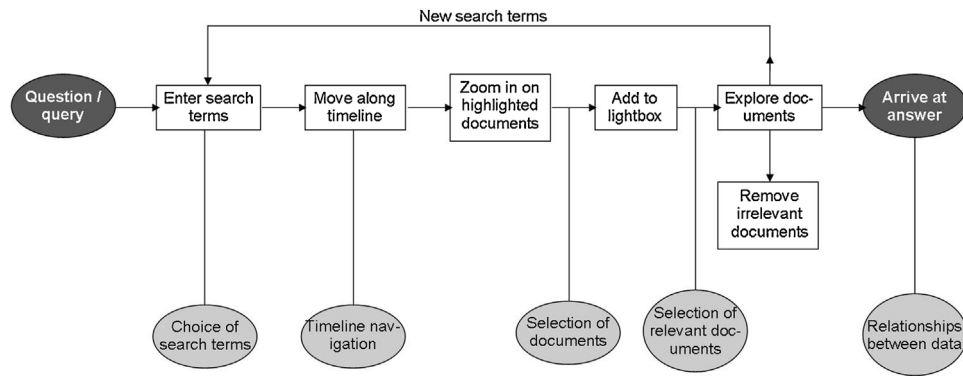 New search terms
Question /
query
Enter search
terms
Move along
timeline
Zoom in on
highlighted
documents
Add to
lightbox
Explore doc-
uments
Arrive at
answer
Remove
irrelevant
documents
Choice of
search terms
Timeline nav-
igation
Selection of
documents
Selection of
relevant doc-
uments
Relationships
between data